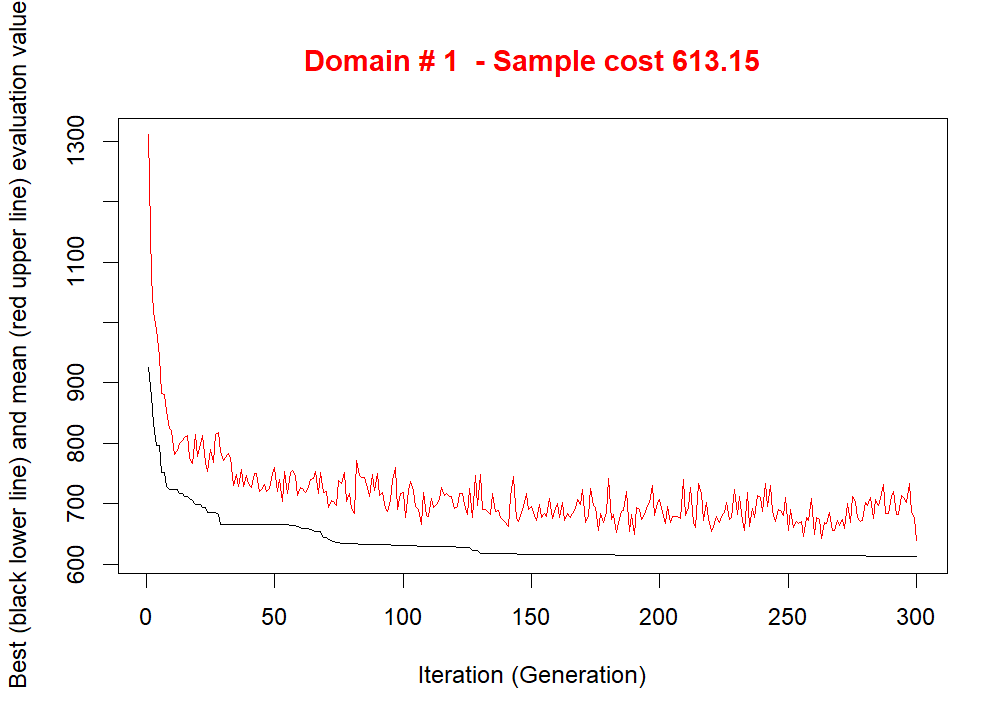 Domain # 1  - Sample cost 613.15
Best (black lower line) and mean (red upper line) evaluation value
1300
1100
900
800
700
600
0 50 100 150 200 250 300
Iteration (Generation)